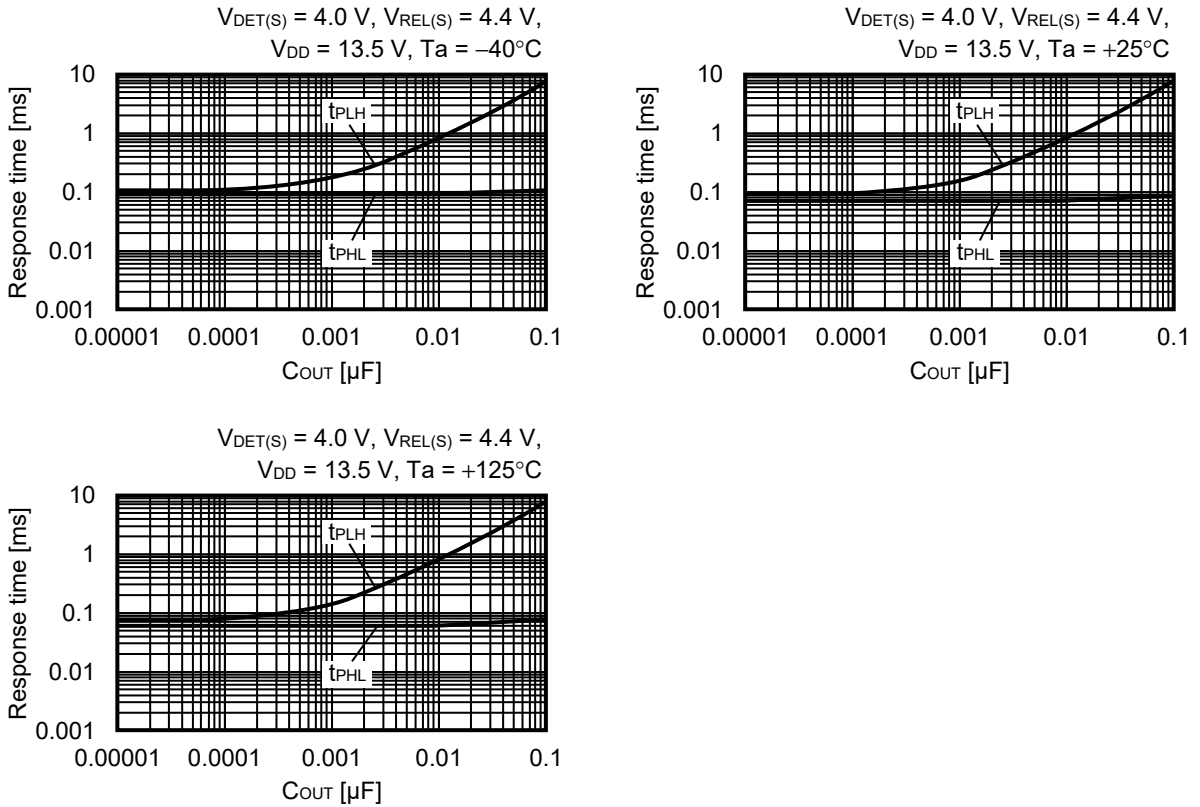 VDET(S) = 4.0 V, VREL(S) = 4.4 V,
VDD = 13.5 V, Ta = −40°C
Response time [ms]
10
1
0.1
0.01
0.001
tPLH
tPHL
0.00001 0.0001 0.001 0.01 0.1
COUT [µF]
VDET(S) = 4.0 V, VREL(S) = 4.4 V,
VDD = 13.5 V, Ta = +25°C
Response time [ms]
10
1
0.1
0.01
0.001
tPLH
tPHL
0.00001 0.0001 0.001 0.01 0.1
COUT [µF]
VDET(S) = 4.0 V, VREL(S) = 4.4 V,
VDD = 13.5 V, Ta = +125°C
Response time [ms]
10
1
0.1
0.01
0.001
tPLH
tPHL
0.00001 0.0001 0.001 0.01 0.1
COUT [µF]